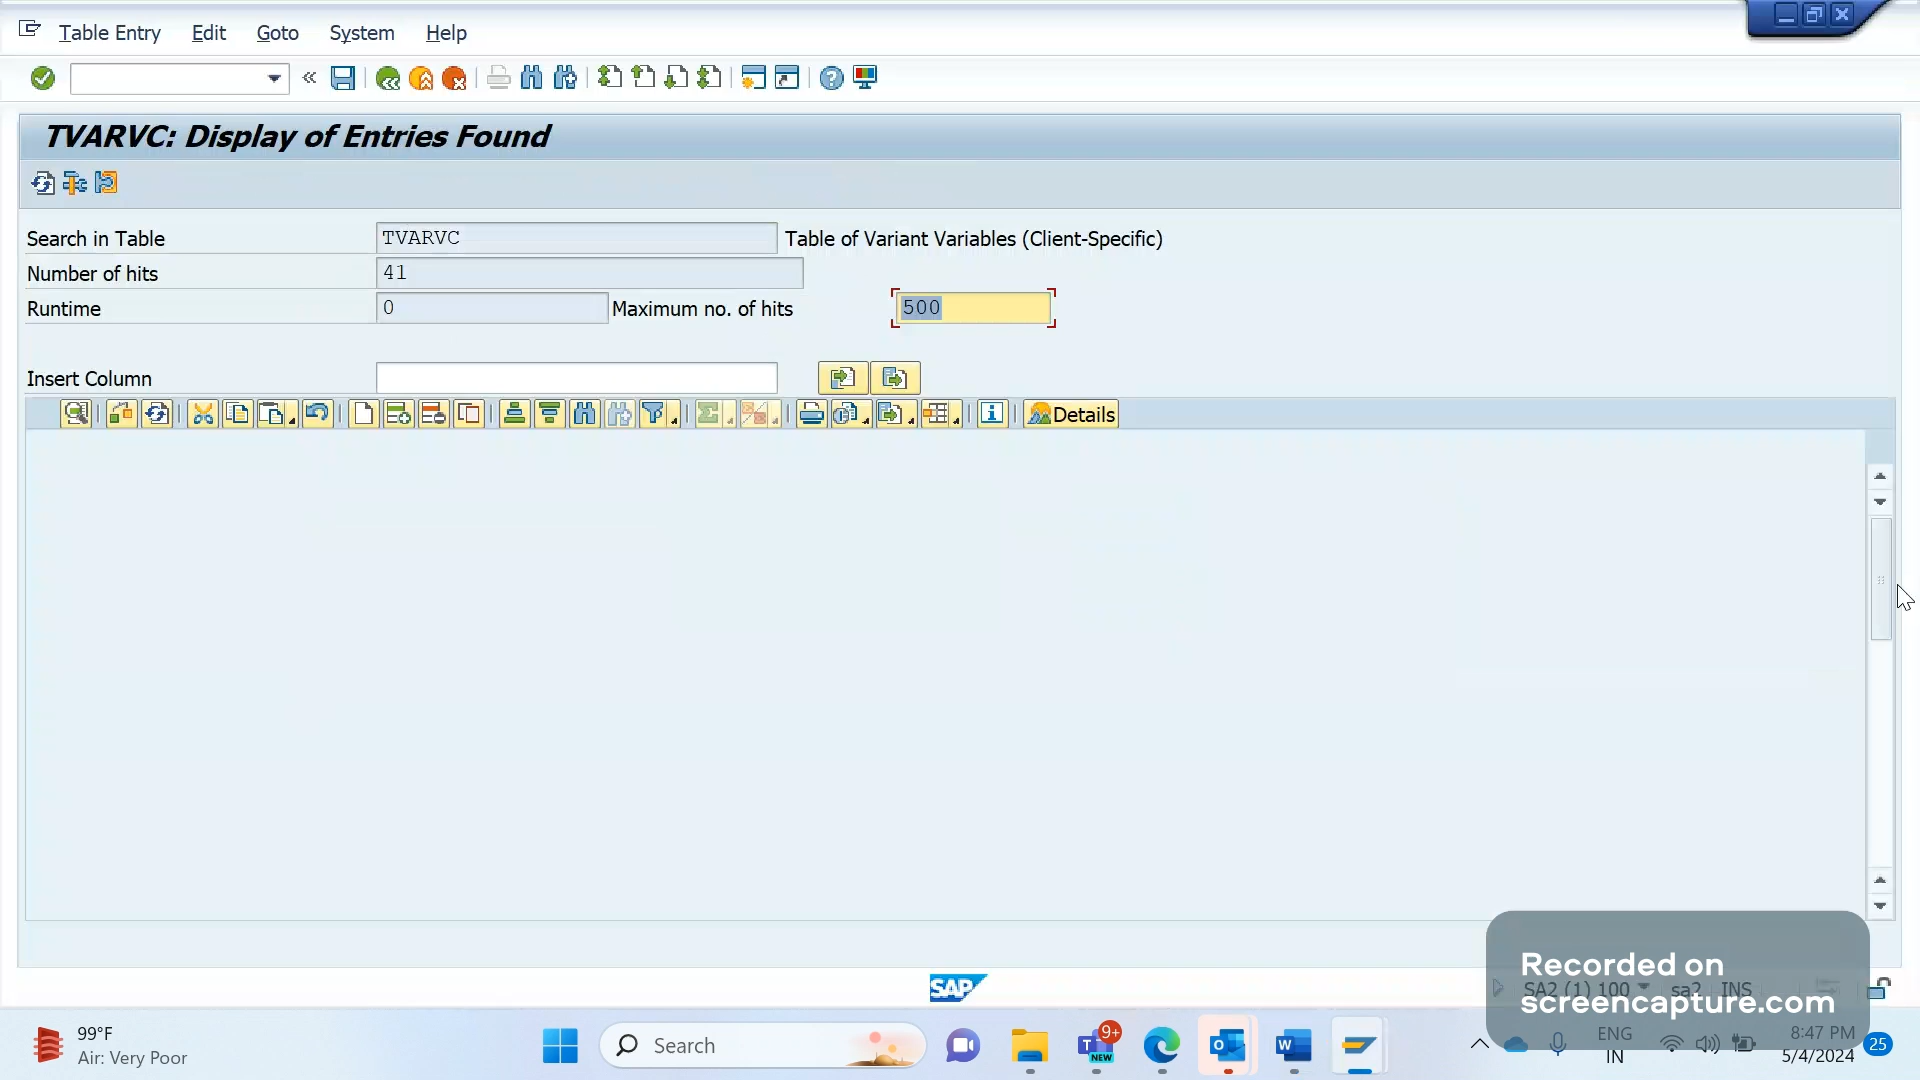 Table Entry Edit Goto System Help
TVARVC: Display of Entries Found
Search in Table TVARVC Table of Variant Variables (Client-Specific)
Number of hits 41
Runtime 0 Maximum no. of hits 500
Insert Column
Details
SAP
SA2 (1) 100 sa2 INS
Recorded on
screencapture.com
99°F
Air: Very Poor
Search
9+
NEW
ENG
IN
8:47 PM
5/4/2024
25